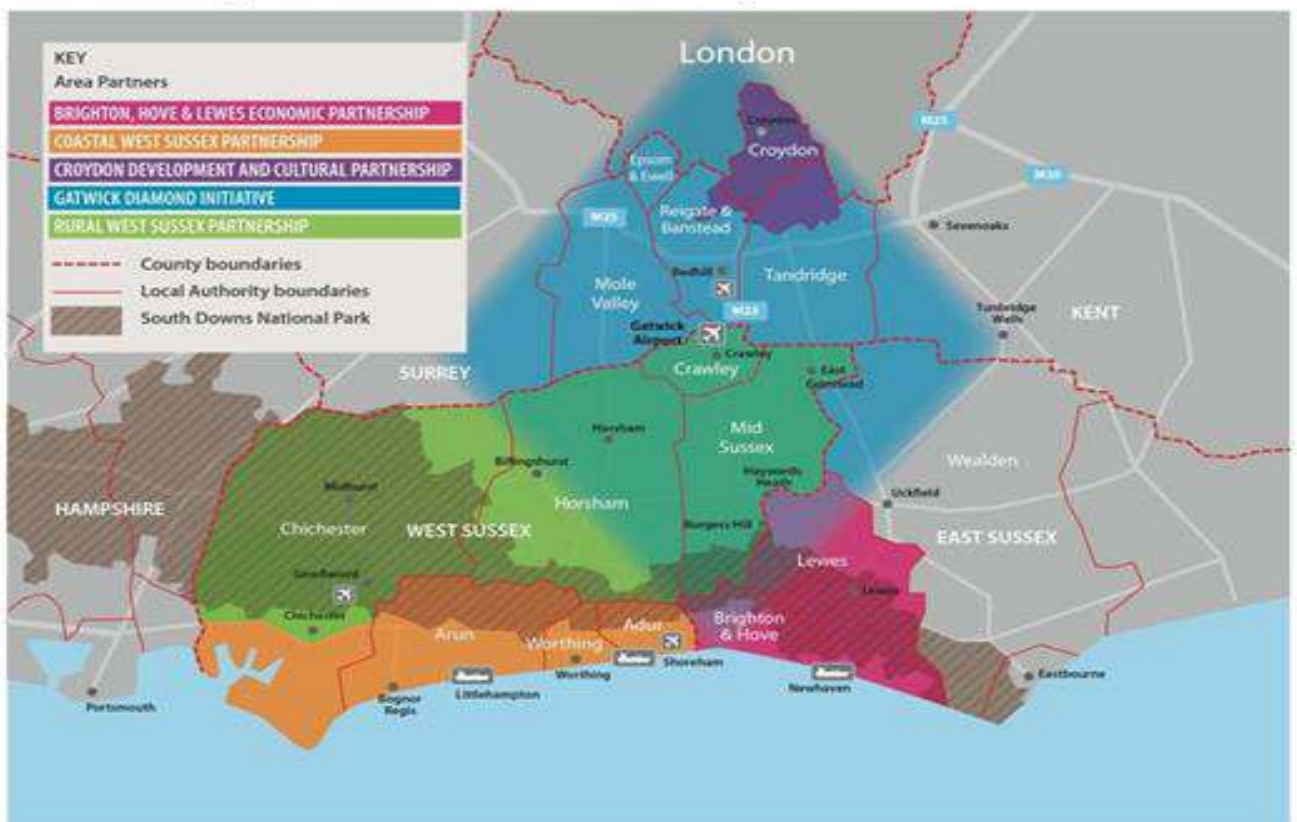 London
KEY
Area Partners
BRIGHTON, HOVE & LEWES ECONOMIC PARTNERSHIP
COASTAL WEST SUSSEX PARTNERSHIP
CROYDON DEVELOPMENT AND CULTURAL PARTNERSHIP
GATWICK DIAMOND INITIATIVE
RURAL WEST SUSSEX PARTNERSHIP
County boundaries
Local Authority boundaries
South Downs National Park
M25
Croydon
Croydon
Epsom
& Ewell
M25
Reigate &
Banstead
Sevenoaks
Redhill
Tandridge
Mole
Valley
M23
Tunbridge
Wells
KENT
Gatwick
Airport
Crawley
Crawley
East
Grinstead
SURREY
Horsham
Mid
Sussex
Billingshurst
Haywards
Heath
Wealden
Midhurst
Uckfield
HAMPSHIRE
Horsham
Chichester
WEST SUSSEX
Burgess Hill
EAST SUSSEX
Lewes
Goodwood
Lewes
Chichester
Arun
Worthing
Adur
Brighton
& Hove
Shoreham
Worthing
Eastbourne
Portsmouth
Bognor
Regis
Littlehampton
Newhaven